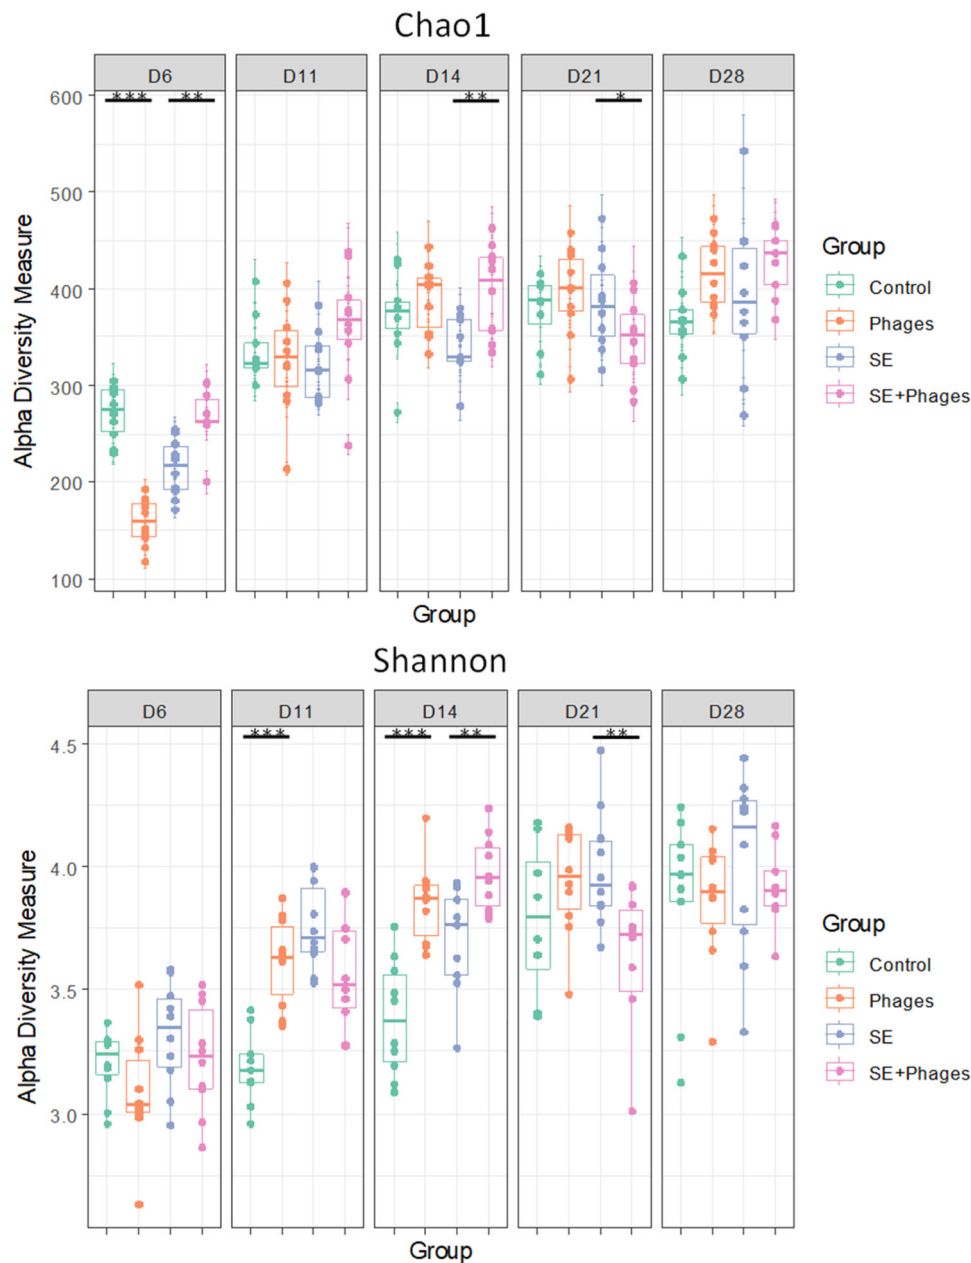 Chao1
D6 D11 D14 D21 D28
*** ** ** *
600
500
400
300
200
100
Alpha Diversity Measure
Group
Group
Control
Phages
SE
SE+Phages
Shannon
D6 D11 D14 D21 D28
*** *** ** **
4.5
4.0
3.5
3.0
Alpha Diversity Measure
Group
Group
Control
Phages
SE
SE+Phages